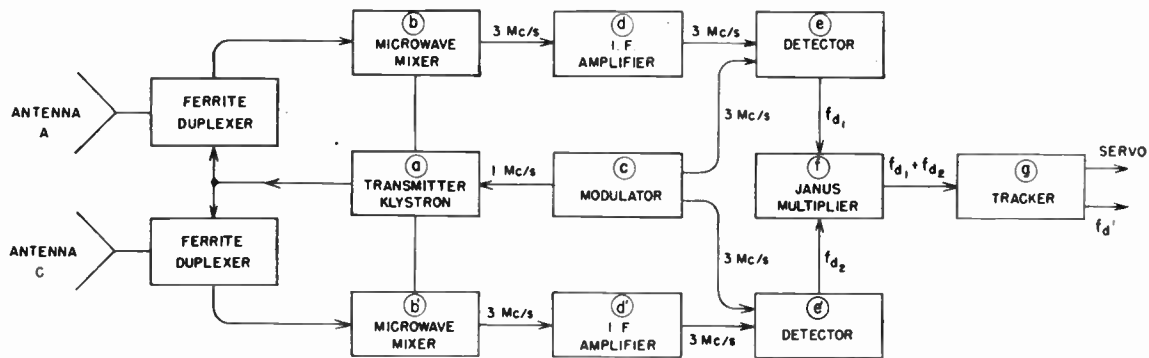 b
MICROWAVE
MIXER
3 Mc/s
d
I. F.
AMPLIFIER
3 Mc/s
e
DETECTOR
ANTENNA
A
FERRITE
DUPLEXER
3 Mc/s
fd1
a
TRANSMITTER
KLYSTRON
1 Mc/s
c
MODULATOR
f
JANUS
MULTIPLIER
fd1 + fd2
g
TRACKER
SERVO
fd'
ANTENNA
C
FERRITE
DUPLEXER
3 Mc/s
fd2
b'
MICROWAVE
MIXER
3 Mc/s
d'
I. F
AMPLIFIER
3 Mc/s
e'
DETECTOR